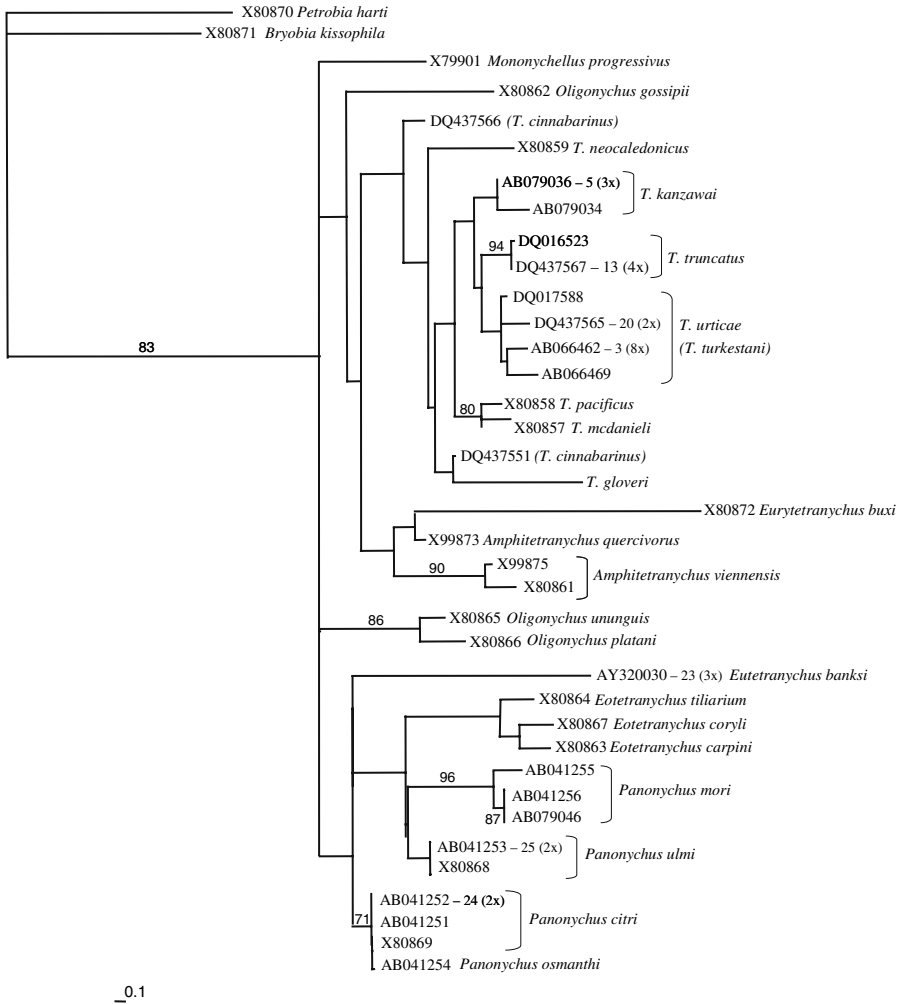 X80870 Petrobia harti
X80871 Bryobia kissophila
X79901 Mononychellus progressivus
X80862 Oligonychus gossipii
DQ437566 (T. cinnabarinus)
X80859 T. neocaledonicus
AB079036 – 5 (3x)
T. kanzawai
AB079034
94
DQ016523
T. truncatus
DQ437567 – 13 (4x)
DQ017588
DQ437565 – 20 (2x)
T. urticae
(T. turkestani)
AB066462 – 3 (8x)
83
AB066469
80
X80858 T. pacificus
X80857 T. mcdanieli
DQ437551 (T. cinnabarinus)
T. gloveri
X80872 Eurytetranychus buxi
X99873 Amphitetranychus quercivorus
90
X99875
Amphitetranychus viennensis
X80861
86
X80865 Oligonychus ununguis
X80866 Oligonychus platani
AY320030 – 23 (3x) Eutetranychus banksi
X80864 Eotetranychus tiliarium
X80867 Eotetranychus coryli
X80863 Eotetranychus carpini
96
AB041255
Panonychus mori
AB041256
87
AB079046
AB041253 – 25 (2x)
Panonychus ulmi
X80868
AB041252 – 24 (2x)
71
AB041251
Panonychus citri
X80869
AB041254 Panonychus osmanthi
0.1